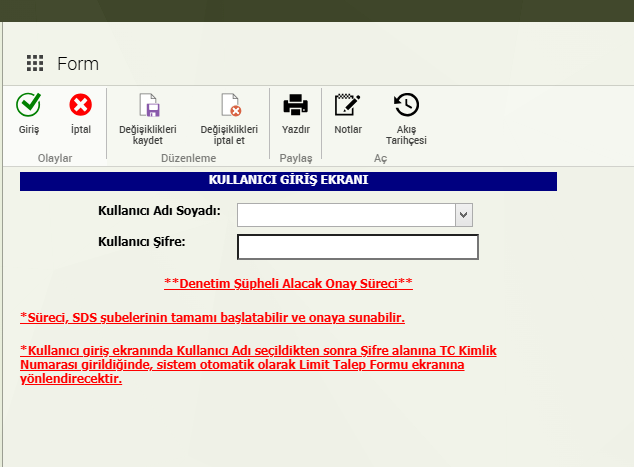 Form
Giriş
İptal
Değişiklikleri kaydet
Değişiklikleri iptal et
Yazdır
Notlar
Akış Tarihçesi
Olaylar
Düzenleme
Paylaş
Aç
KULLANICI GİRİŞ EKRANI
Kullanıcı Adı Soyadı:
Kullanıcı Şifre:
**Denetim Şüpheli Alacak Onay Süreci**
*Süreci, SDS şubelerinin tamamı başlatabilir ve onaya sunabilir.
*Kullanıcı giriş ekranında Kullanıcı Adı seçildikten sonra Şifre alanına TC Kimlik
Numarası girildiğinde, sistem otomatik olarak Limit Talep Formu ekranına
yönlendirecektir.